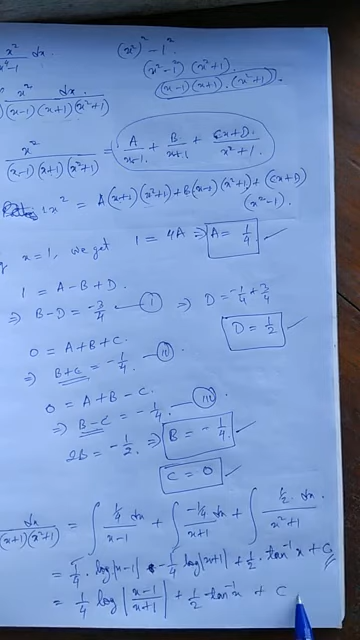 x²/x⁴-1 dx (x²)² - 1².
(x²-1²) (x²+1).
x² dx/(x-1)(x+1)(x²+1) (x-1)(x+1).(x²+1).
x²/(x-1)(x+1)(x²+1) = A/x-1. + B/x+1 + Cx+D./x²+1.
1x² = A(x+1)(x²+1)+B(x-1)(x²+1)+(Cx+D)(x²-1).
x=1, we get 1 = 4A ⇒ A = 1/4.
1 = A-B+D.
⇒ B-D = -3/4 — (I) ⇒ D = -1/4 + 3/4
D = 1/2
0 = A+B+C.
⇒ B+C = -1/4. — (II)
0 = A+B-C.
⇒ B-C = -1/4. — (III)
2B = -1/2. ⇒ B = -1/4.
C = 0
dx/(x+1)(x²+1) = ∫ 1/4 dx/x-1 + ∫ -1/4 dx/x+1 + ∫ 1/2 dx/x²+1
= 1/4 . log|x-1| - 1/4 log|x+1| + 1/2 . tan⁻¹x + C
= 1/4 log |x-1/x+1| + 1/2 tan⁻¹x + C